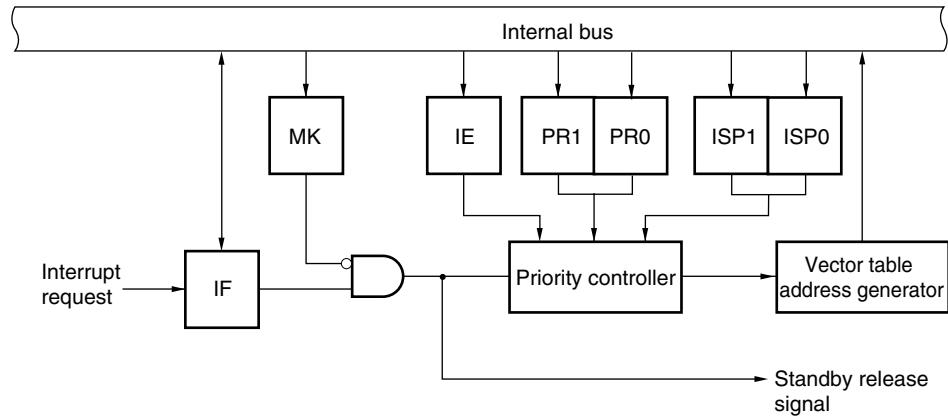 Internal bus
MK
IE
PR1
PR0
ISP1
ISP0
Interrupt
request
IF
Priority controller
Vector table
address generator
Standby release
signal